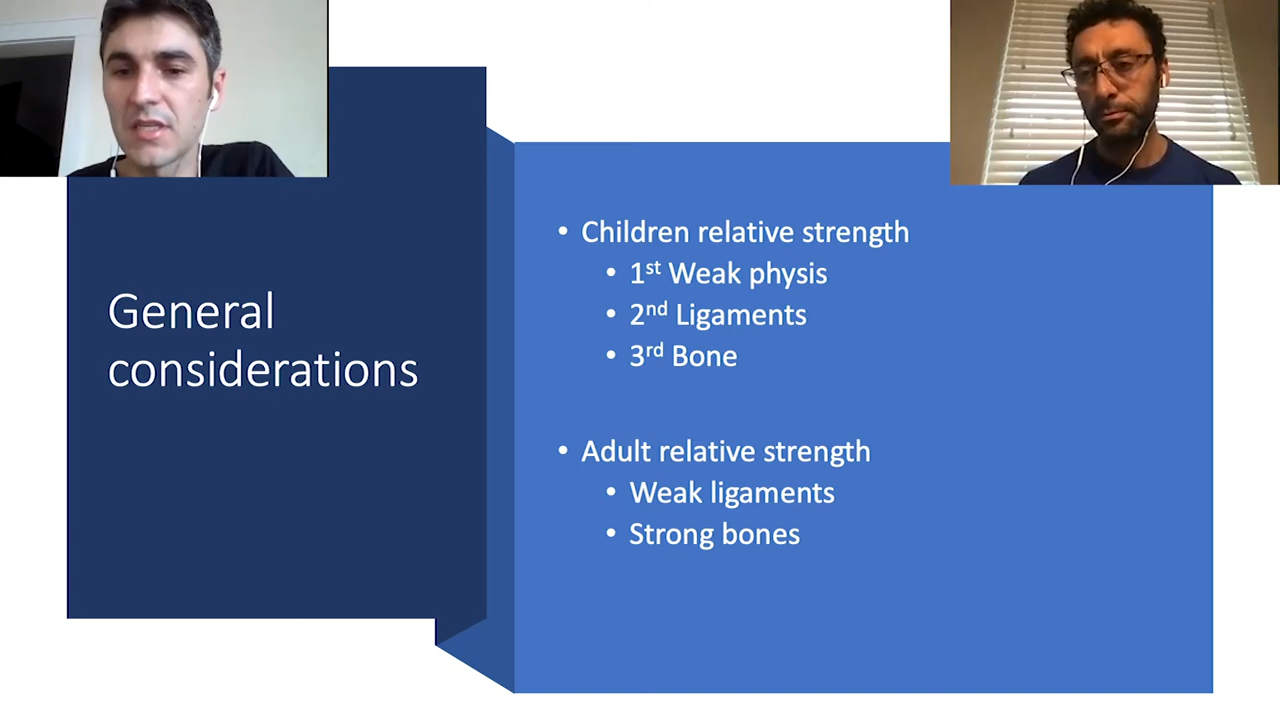 General
considerations
• Children relative strength
• 1st Weak physis
• 2nd Ligaments
• 3rd Bone
• Adult relative strength
• Weak ligaments
• Strong bones